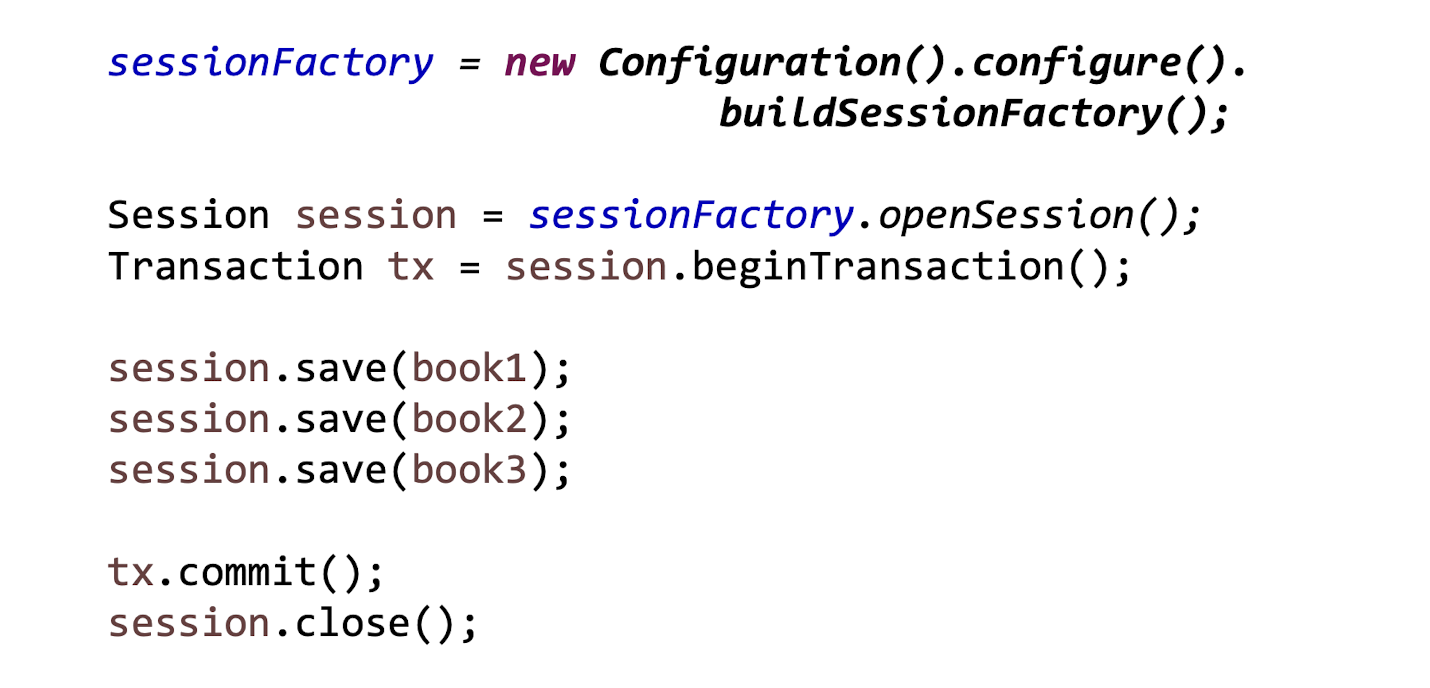 sessionFactory = new Configuration().configure().
buildSessionFactory();
Session session = sessionFactory.openSession();
Transaction tx = session.beginTransaction();
session.save(book1);
session.save(book2);
session.save(book3);
tx.commit();
session.close();